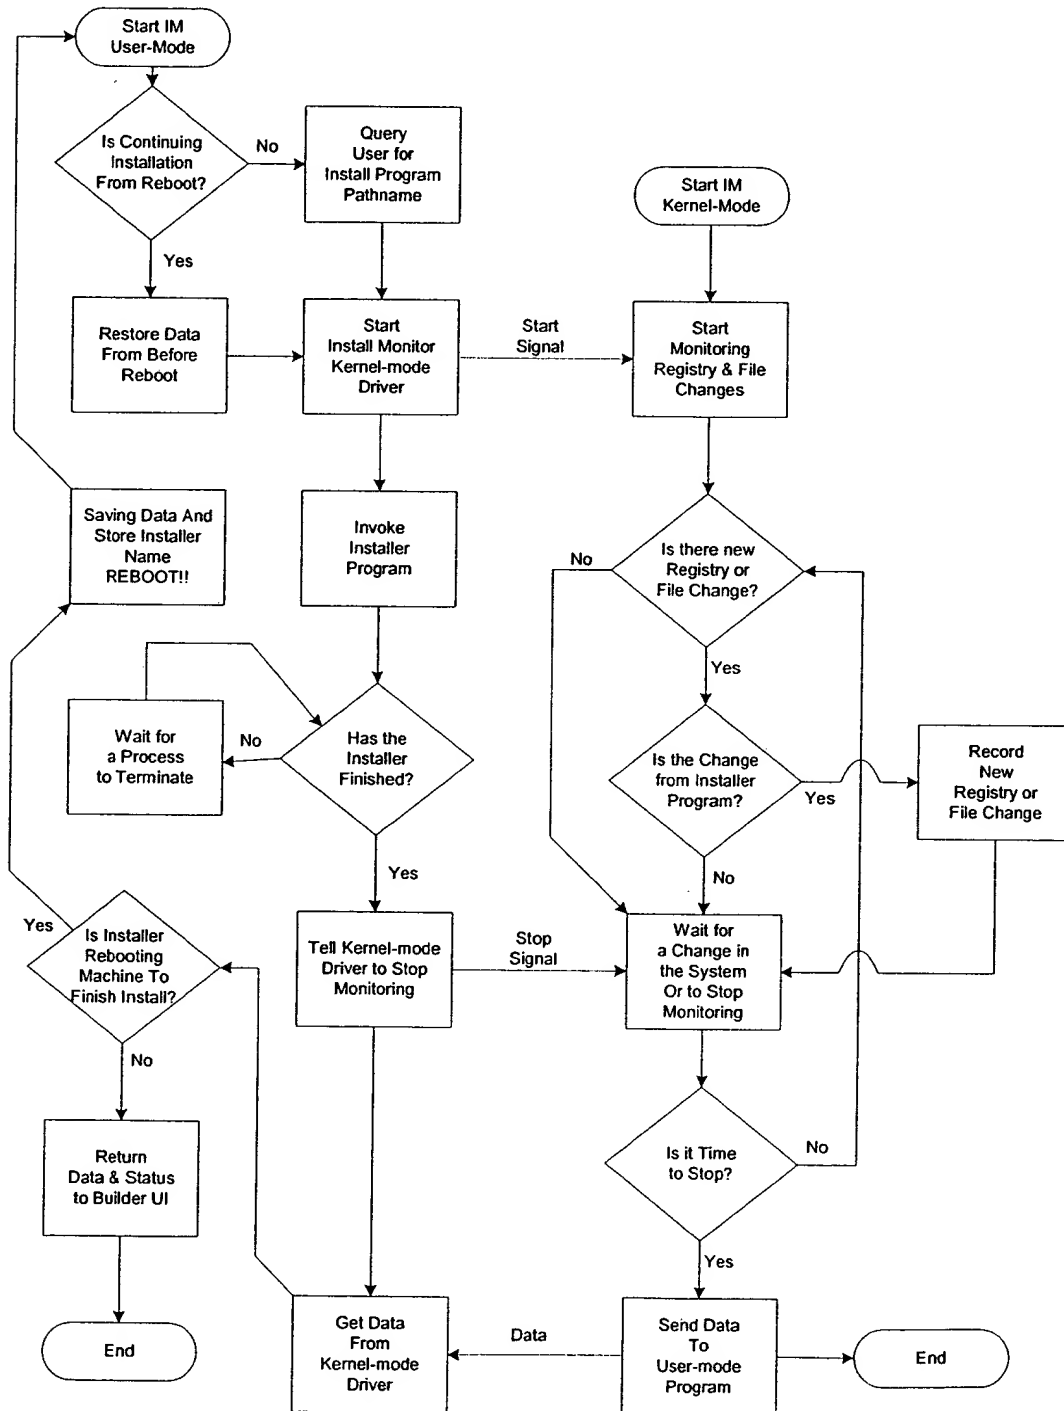 Start IM
User-Mode
Is Continuing
Installation
From Reboot?
No
Query
User for
Install Program
Pathname
Start IM
Kernel-Mode
Yes
Restore Data
From Before
Reboot
Start
Install Monitor
Kernel-mode
Driver
Start
Signal
Start
Monitoring
Registry & File
Changes
Saving Data And
Store Installer
Name
REBOOT!!
Invoke
Installer
Program
No
Is there new
Registry or
File Change?
Yes
Wait for
a Process
to Terminate
No
Has the
Installer
Finished?
Is the Change
from Installer
Program?
Yes
Record
New
Registry or
File Change
Yes
No
Yes
Is Installer
Rebooting
Machine To
Finish Install?
Tell Kernel-mode
Driver to Stop
Monitoring
Stop
Signal
Wait for
a Change in
the System
Or to Stop
Monitoring
No
Return
Data & Status
to Builder UI
Is it Time
to Stop?
No
Yes
End
Get Data
From
Kernel-mode
Driver
Data
Send Data
To
User-mode
Program
End